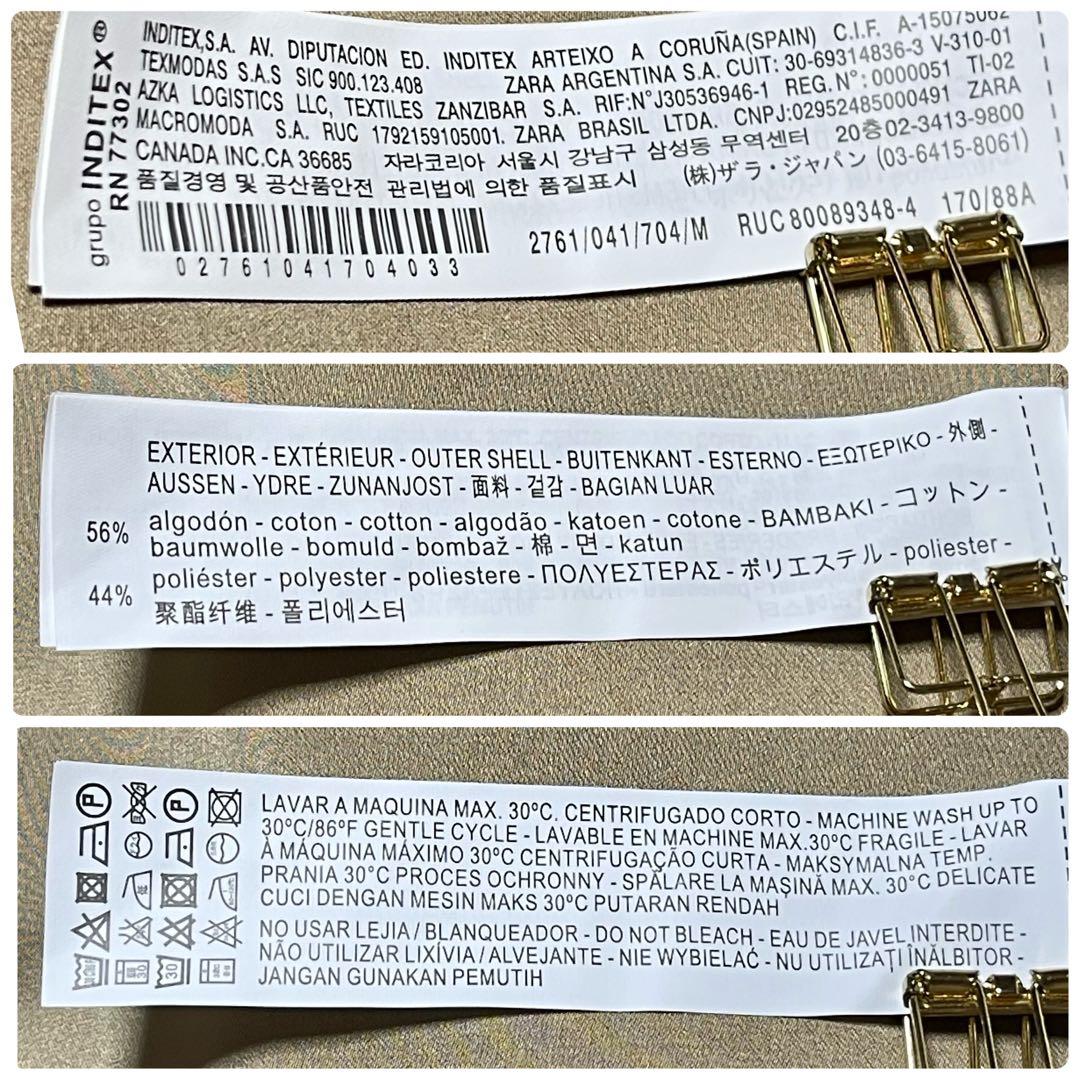 grupo INDITEX ®
RN 77302
INDITEX,S.A. AV. DIPUTACION ED. INDITEX ARTEIXO A CORUÑA(SPAIN) C.I.F. A-15075062
TEXMODAS S.A.S SIC 900.123.408 ZARA ARGENTINA S.A. CUIT: 30-69314836-3 V-310-01
AZKA LOGISTICS LLC, TEXTILES ZANZIBAR S.A. RIF:N°J30536946-1 REG. N°: 0000051 TI-02
MACROMODA S.A. RUC 1792159105001. ZARA BRASIL LTDA. CNPJ:02952485000491 ZARA
CANADA INC.CA 36685 자라코리아 서울시 강남구 삼성동 무역센터 20층02-3413-9800
품질경영 및 공산품안전 관리법에 의한 품질표시 (株)ザラ・ジャパン (03-6415-8061)
2761/041/704/M RUC 80089348-4 170/88A
02761041704033
EXTERIOR - EXTÉRIEUR - OUTER SHELL - BUITENKANT - ESTERNO - ΕΞΩΤΕΡΙΚΟ - 外側 -
AUSSEN - YDRE - ZUNANJOST - 面料 - 겉감 - BAGIAN LUAR
56% algodón - coton - cotton - algodão - katoen - cotone - BAMBAKI - コットン -
baumwolle - bomuld - bombaž - 棉 - 면 - katun
44% poliéster - polyester - poliestere - ΠΟΛΥΕΣΤΕΡΑΣ - ポリエステル - poliester -
聚酯纤维 - 폴리에스터
LAVAR A MAQUINA MAX. 30ºC. CENTRIFUGADO CORTO - MACHINE WASH UP TO
30ºC/86ºF GENTLE CYCLE - LAVABLE EN MACHINE MAX.30ºC FRAGILE - LAVAR
À MÁQUINA MÁXIMO 30ºC CENTRIFUGAÇÃO CURTA - MAKSYMALNA TEMP.
PRANIA 30°C PROCES OCHRONNY - SPĂLARE LA MAŞINĂ MAX. 30°C DELICATE
CUCI DENGAN MESIN MAKS 30ºC PUTARAN RENDAH
NO USAR LEJIA / BLANQUEADOR - DO NOT BLEACH - EAU DE JAVEL INTERDITE -
NÃO UTILIZAR LIXÍVIA / ALVEJANTE - NIE WYBIELAĆ - NU UTILIZAȚI ÎNĂLBITOR -
JANGAN GUNAKAN PEMUTIH
P P
30 30